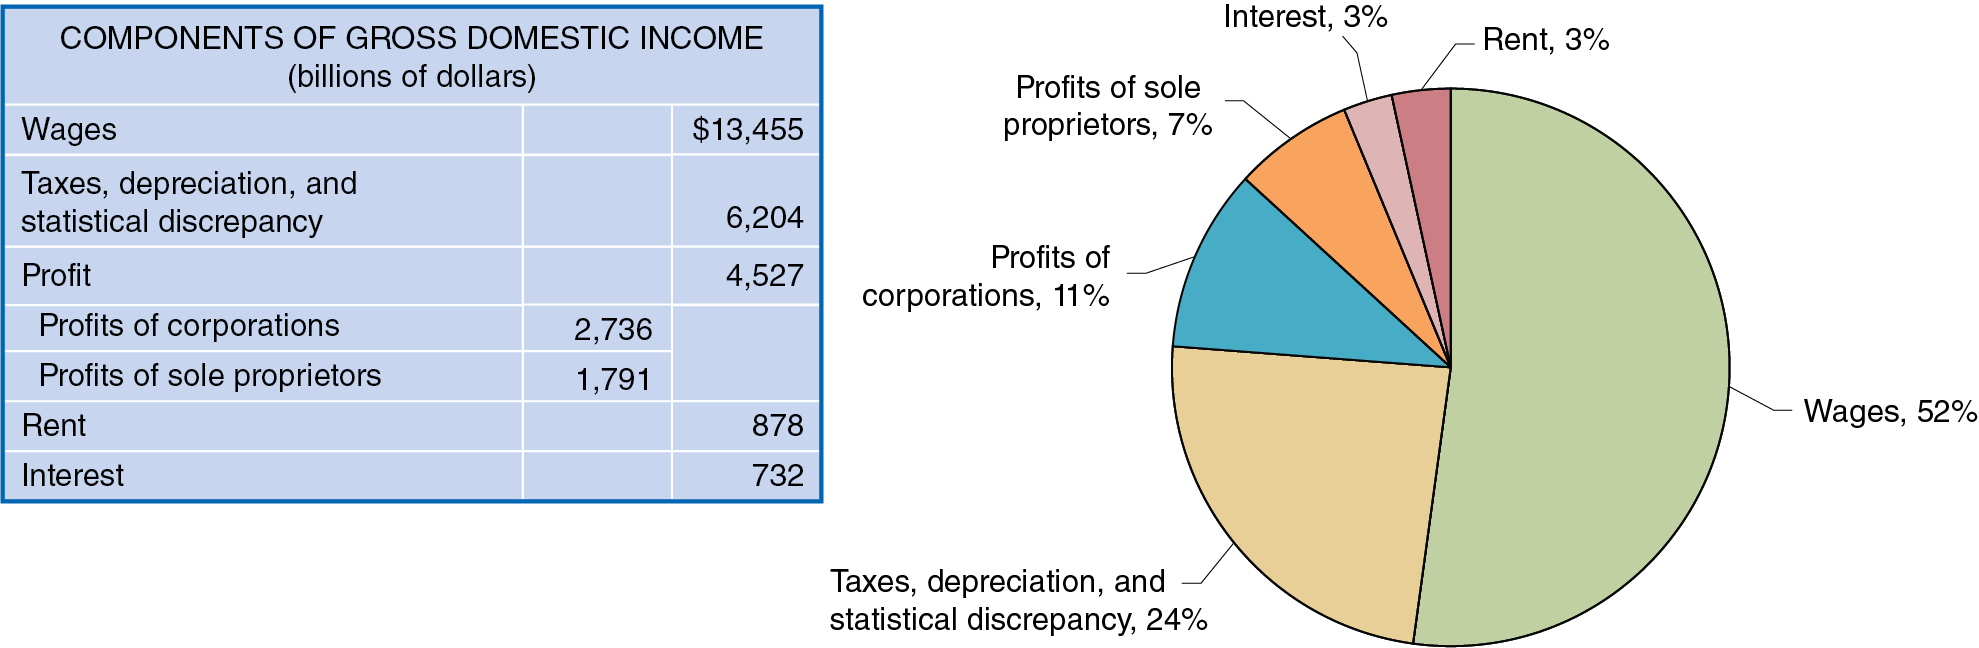 COMPONENTS OF GROSS DOMESTIC INCOME
(billions of dollars)
Wages $13,455
Taxes, depreciation, and
statistical discrepancy 6,204
Profit 4,527
Profits of corporations 2,736
Profits of sole proprietors 1,791
Rent 878
Interest 732
Interest, 3%
Rent, 3%
Profits of sole
proprietors, 7%
Profits of
corporations, 11%
Wages, 52%
Taxes, depreciation, and
statistical discrepancy, 24%